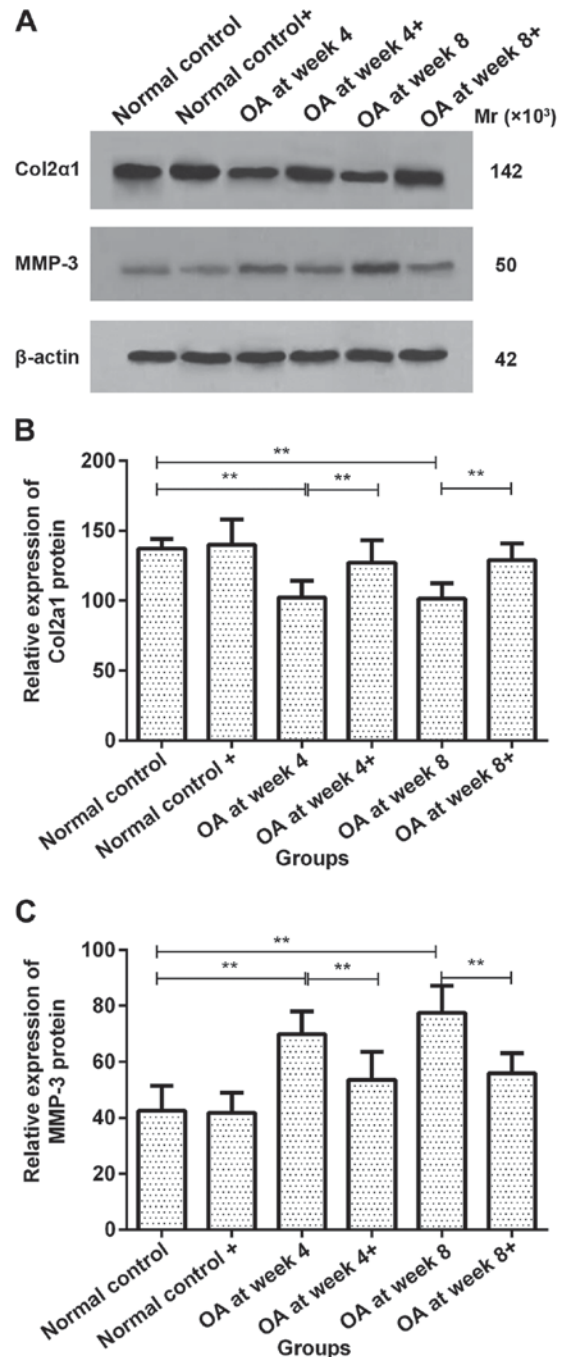 A
Normal control
Normal control+
OA at week 4
OA at week 4+
OA at week 8
OA at week 8+
Mr (×10³)
Col2α1
142
MMP-3
50
β-actin
42
B
Relative expression of
Col2a1 protein
200
150
100
50
0
**
**
**
**
Normal control
Normal control +
OA at week 4
OA at week 4+
OA at week 8
OA at week 8+
Groups
C
Relative expression of
MMP-3 protein
100
80
60
40
20
0
**
**
**
**
Normal control
Normal control +
OA at week 4
OA at week 4+
OA at week 8
OA at week 8+
Groups